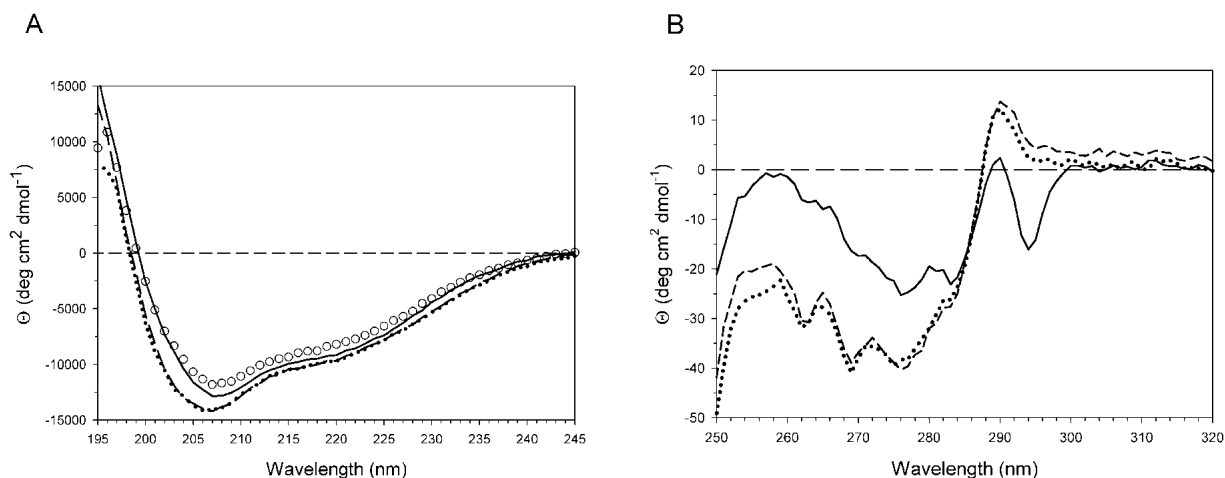 A
B
15000
10000
5000
0
-5000
-10000
-15000
Θ (deg cm² dmol⁻¹)
195 200 205 210 215 220 225 230 235 240 245
Wavelength (nm)
20
10
0
-10
-20
-30
-40
-50
Θ (deg cm² dmol⁻¹)
250 260 270 280 290 300 310 320
Wavelength (nm)